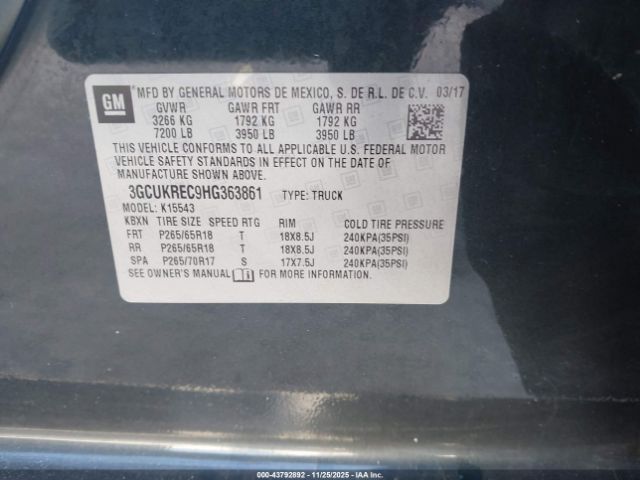 GM
MFD BY GENERAL MOTORS DE MEXICO, S. DE R.L. DE C.V. 03/17
GVWR GAWR FRT GAWR RR
3266 KG 1792 KG 1792 KG
7200 LB 3950 LB 3950 LB
THIS VEHICLE CONFORMS TO ALL APPLICABLE U.S. FEDERAL MOTOR
VEHICLE SAFETY STANDARDS IN EFFECT ON THE DATE OF
MANUFACTURE SHOWN ABOVE.
3GCUKREC9HG363861 TYPE: TRUCK
MODEL: K15543
KBXN TIRE SIZE SPEED RTG RIM COLD TIRE PRESSURE
FRT P265/65R18 T 18X8.5J 240KPA(35PSI)
RR P265/65R18 T 18X8.5J 240KPA(35PSI)
SPA P265/70R17 S 17X7.5J 240KPA(35PSI)
SEE OWNER'S MANUAL FOR MORE INFORMATION.
000-43792892 * 11/25/2025 * IAAI.COM